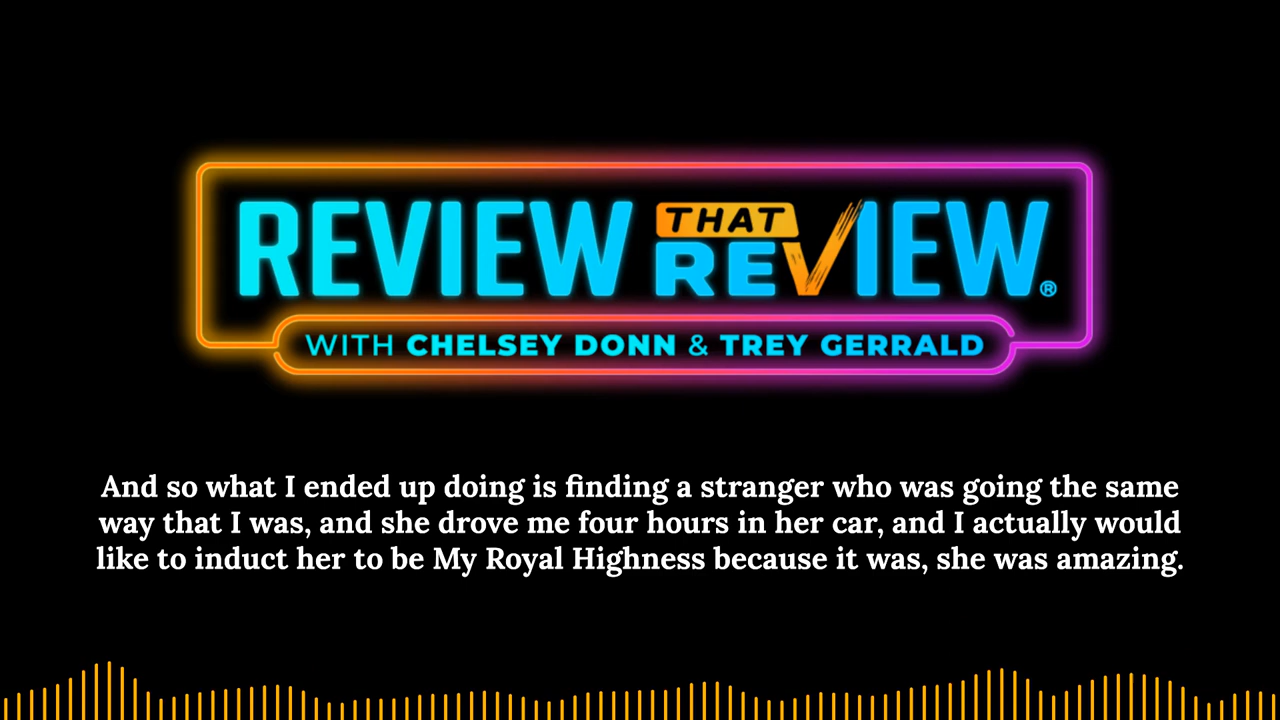 REVIEW THAT REVIEW®
WITH CHELSEY DONN & TREY GERRALD
And so what I ended up doing is finding a stranger who was going the same
way that I was, and she drove me four hours in her car, and I actually would
like to induct her to be My Royal Highness because it was, she was amazing.